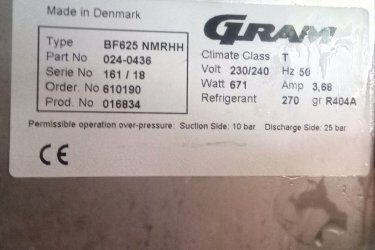 Made in Denmark
GRAM
Type BF625 NMRHH
Part No 024-0436
Serie No 161 / 18
Order. No 610190
Prod. No 016834
Climate Class T
Volt 230/240 Hz 50
Watt 671 Amp 3,68
Refrigerant 270 gr R404A
Permissible operation over-pressure: Suction Side: 10 bar Discharge Side: 25 bar
CE